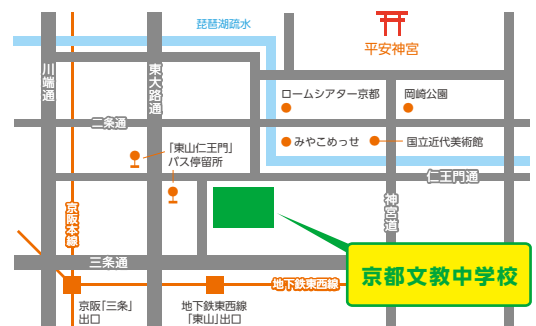 琵琶湖疏水
平安神宮
川端通
東大路通
ロームシアター京都
岡崎公園
二条通
みやこめっせ
国立近代美術館
「東山仁王門」
バス停留所
仁王門通
京阪本線
神宮道
三条通
京都文教中学校
地下鉄東西線
京阪「三条」
出口
地下鉄東西線
「東山」出口